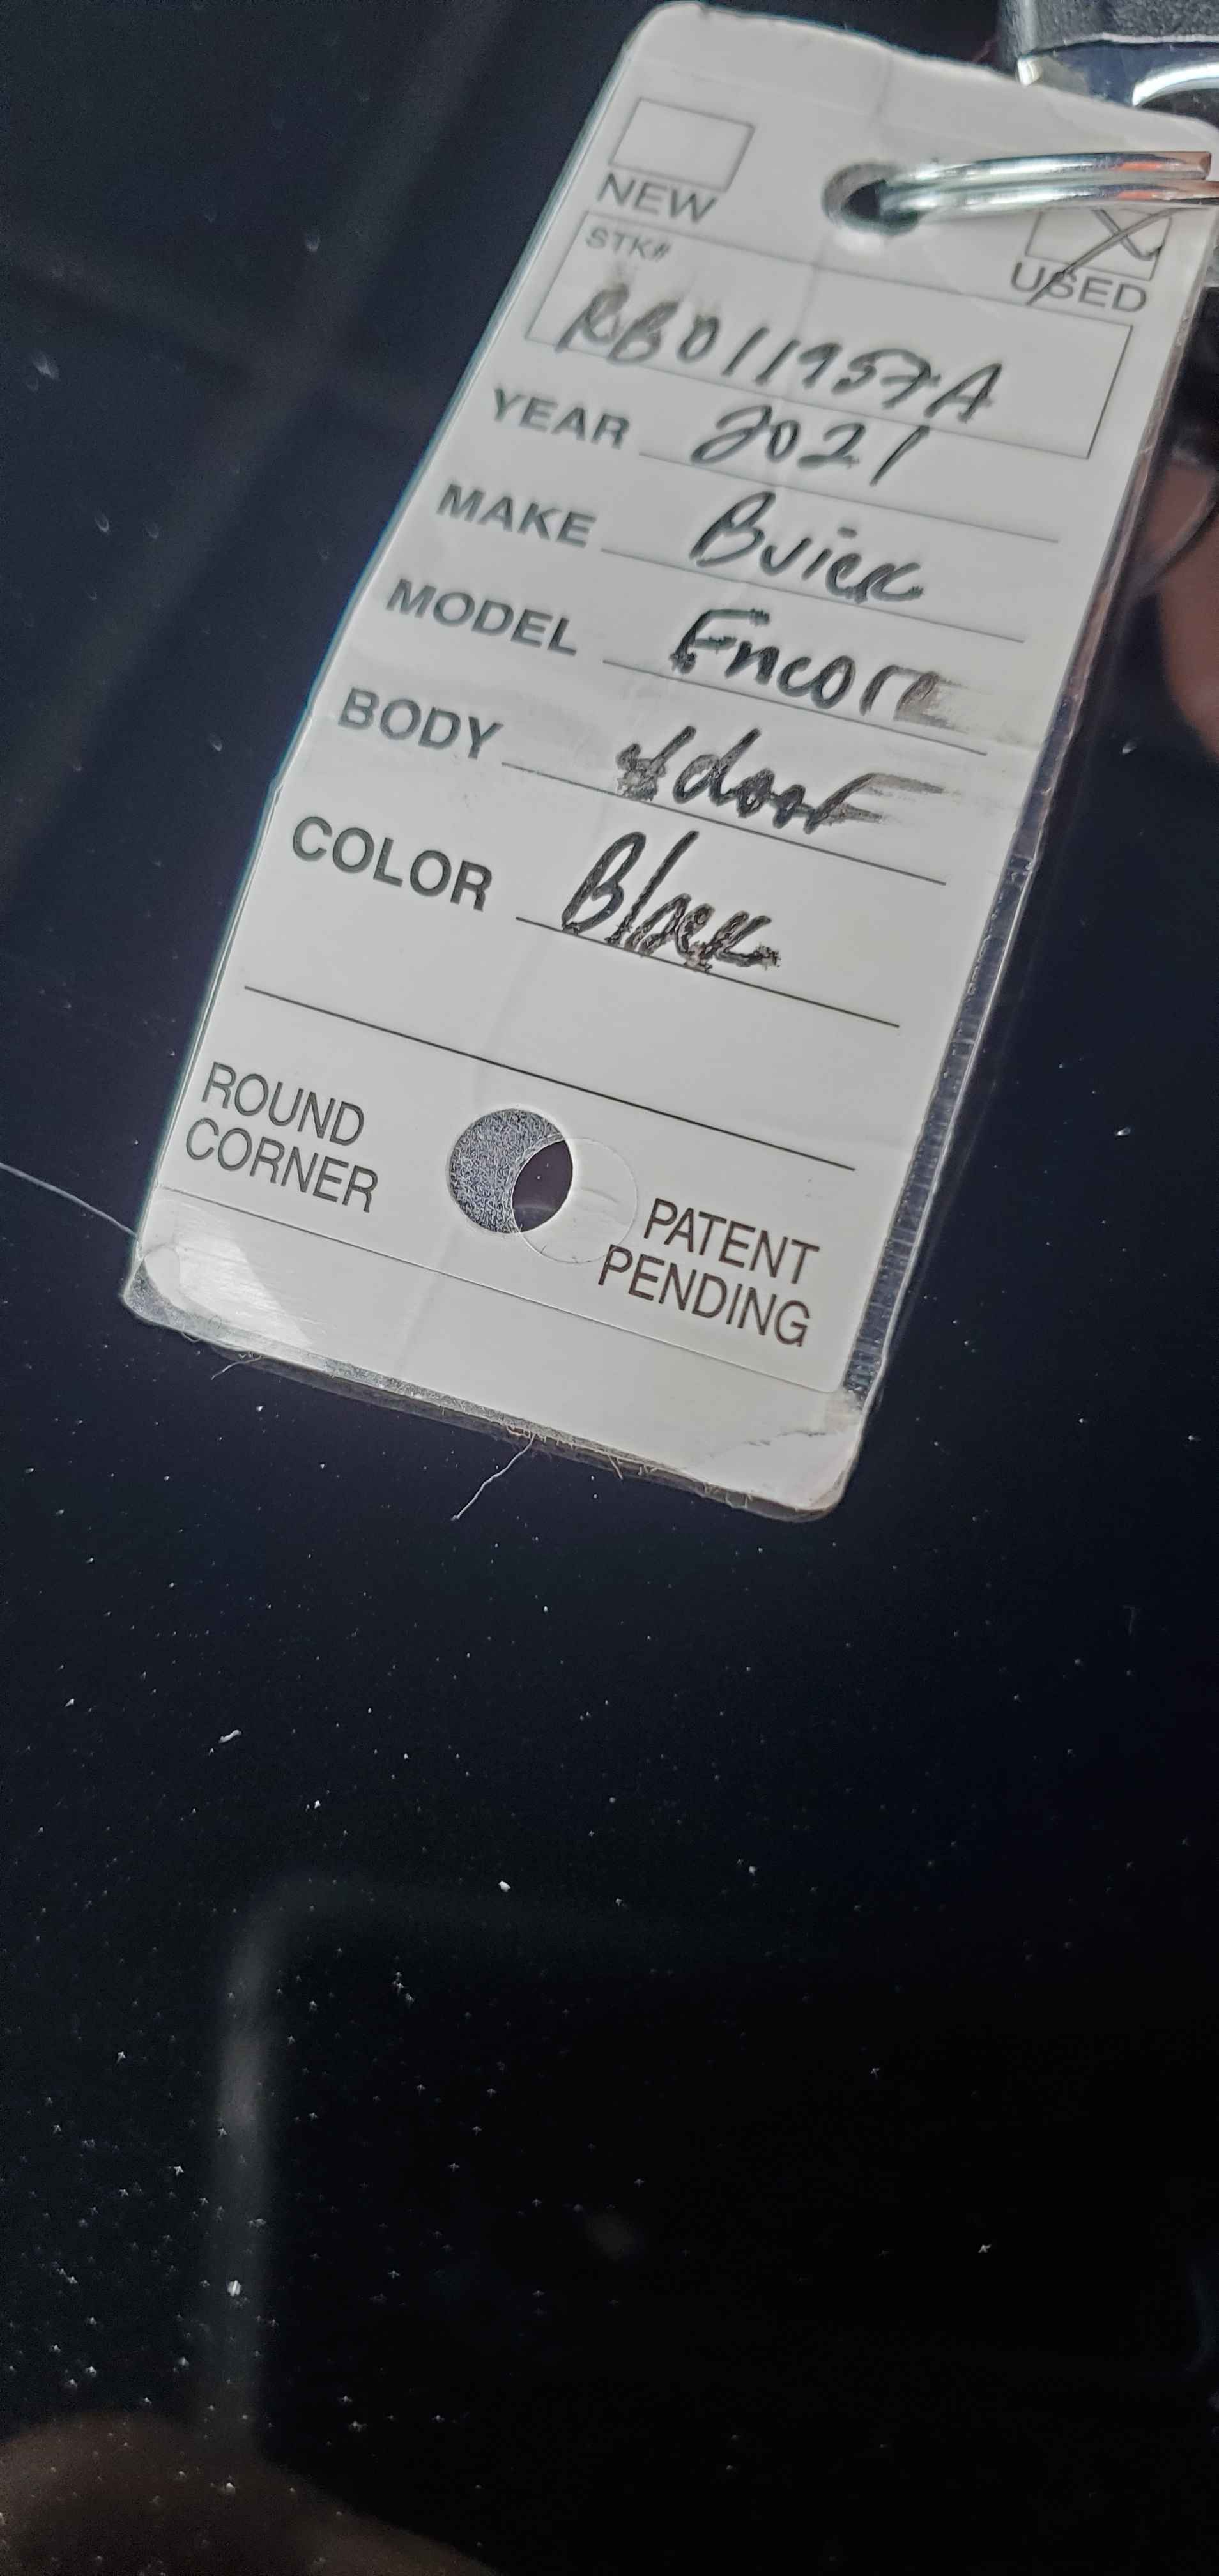 NEW
USED
STK#
RB011957A
YEAR 2021
MAKE Buick
MODEL Encore
BODY 4door
COLOR Black
ROUND
CORNER
PATENT
PENDING